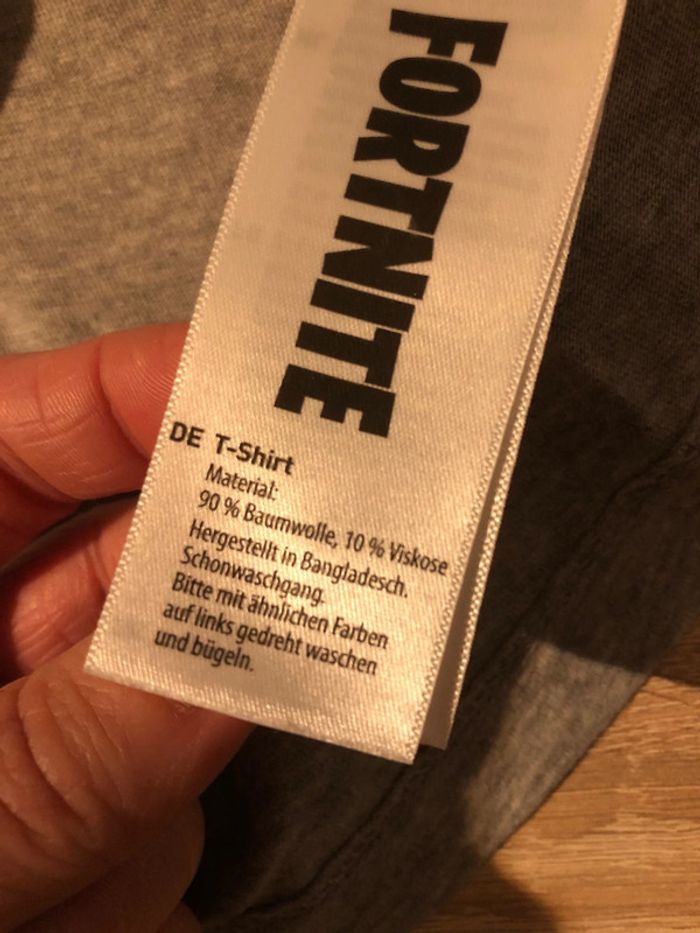 FORTNITE
DE T-Shirt
Material:
90 % Baumwolle, 10 % Viskose
Hergestellt in Bangladesch.
Schonwaschgang.
Bitte mit ähnlichen Farben
auf links gedreht waschen
und bügeln.